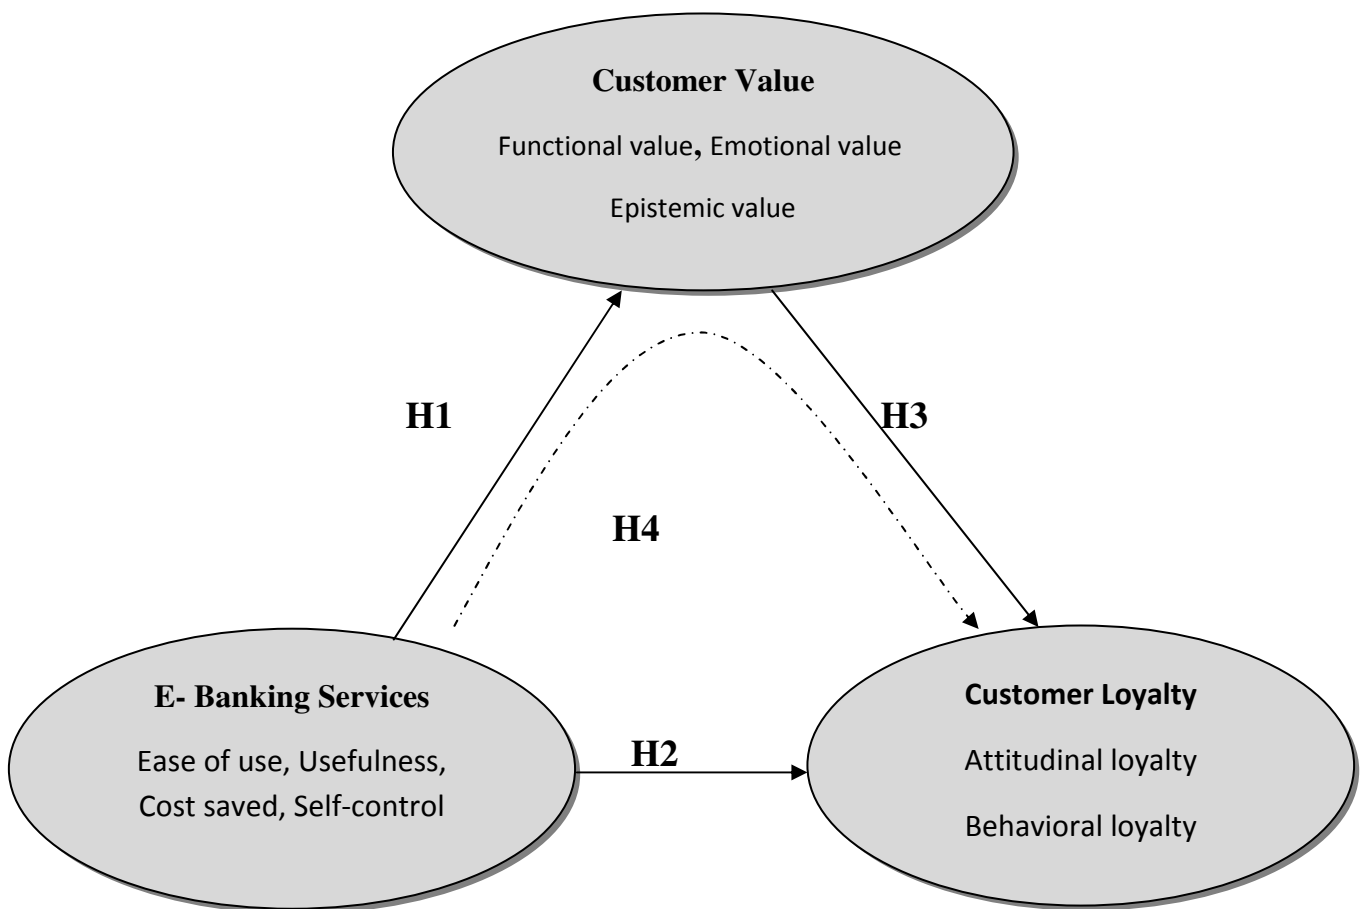 Customer Value
Functional value, Emotional value
Epistemic value
H1
H3
H4
E- Banking Services
Ease of use, Usefulness,
Cost saved, Self-control
H2
Customer Loyalty
Attitudinal loyalty
Behavioral loyalty